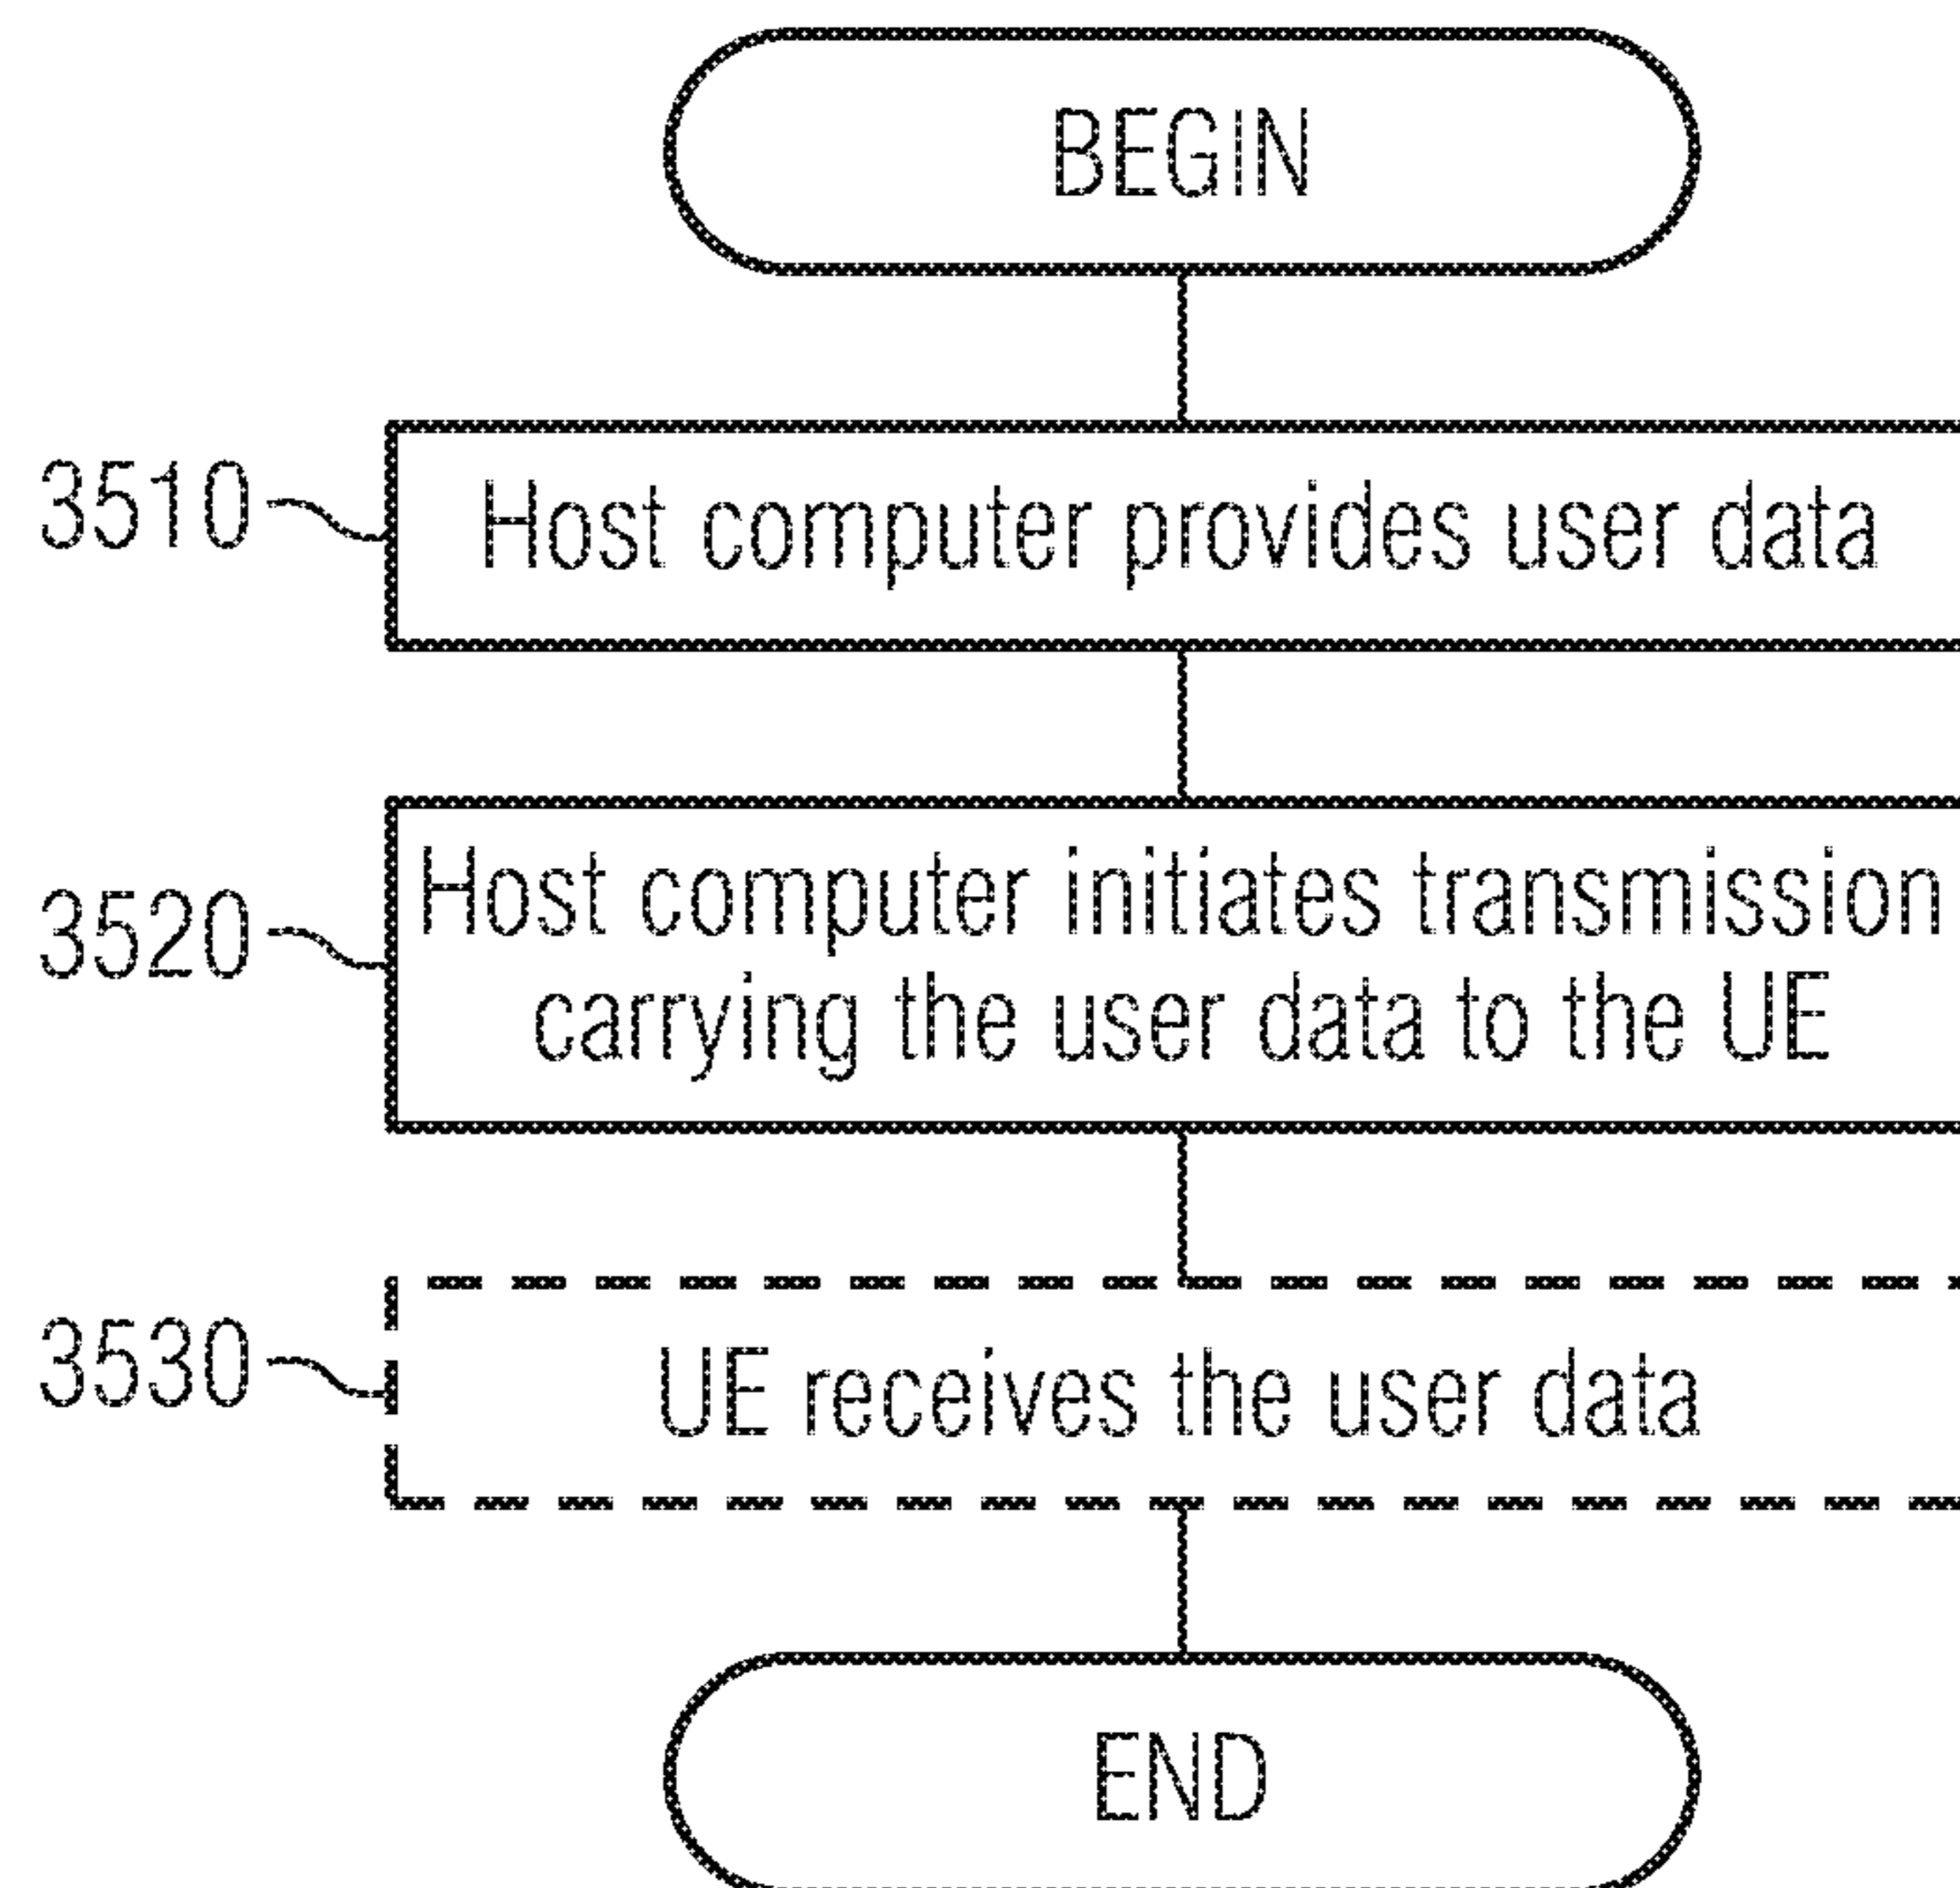 BEGIN
3510
Host computer provides user data
3520
Host computer initiates transmission
carrying the user data to the UE
3530
UE receives the user data
END